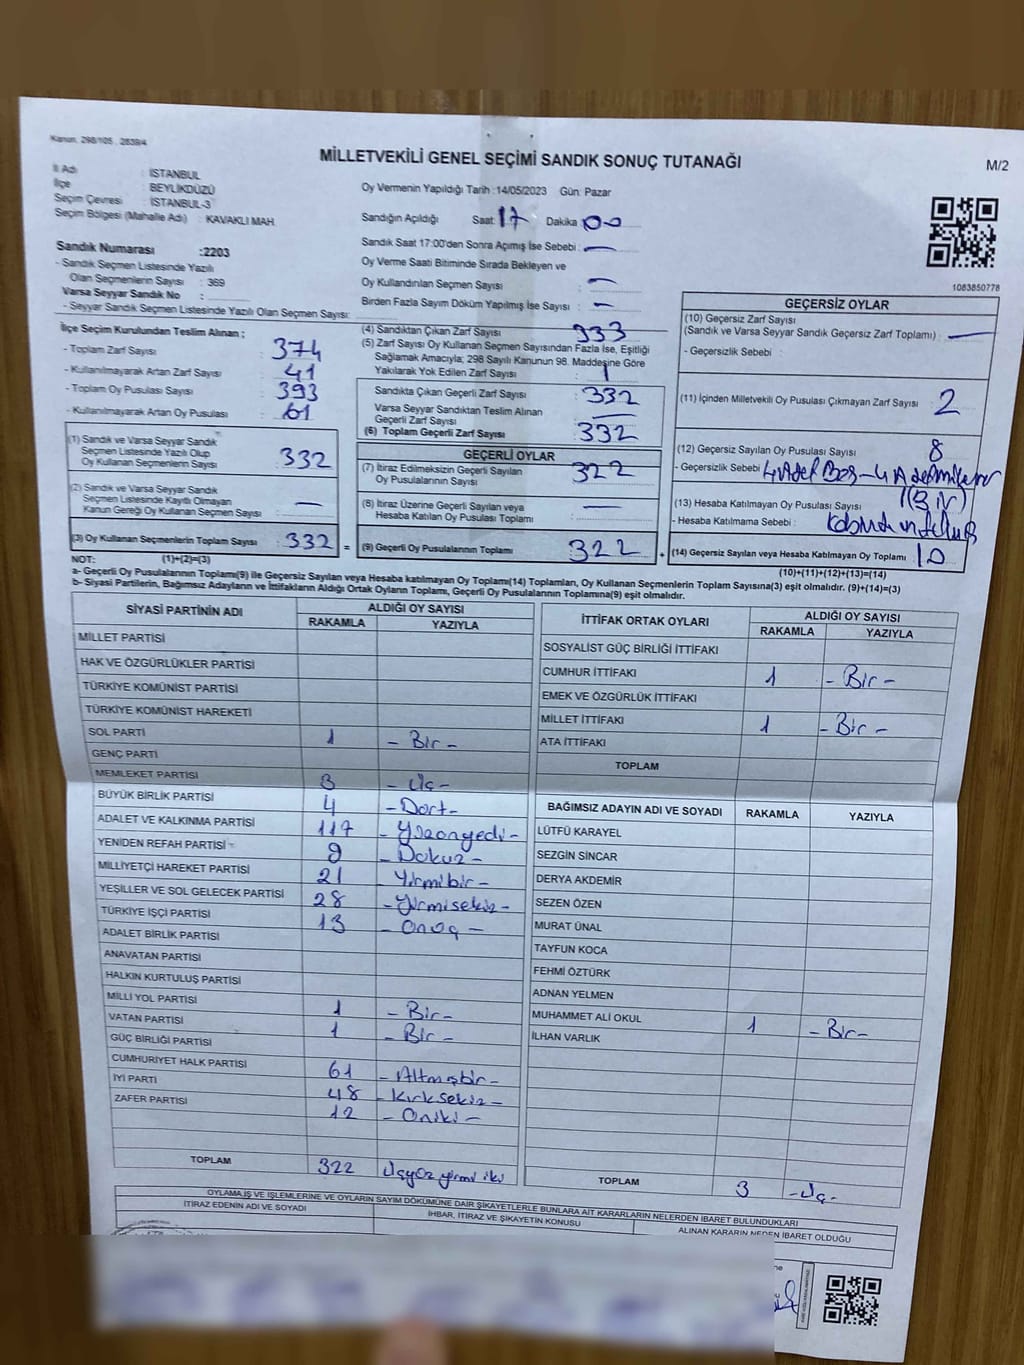 Kanun, 298/105 , 2839/4
MİLLETVEKİLİ GENEL SEÇİMİ SANDIK SONUÇ TUTANAĞI
M/2
İl Adı : İSTANBUL
İlçe : BEYLİKDÜZÜ
Seçim Çevresi : İSTANBUL-3
Seçim Bölgesi (Mahalle Adı) : KAVAKLI MAH.
Oy Vermenin Yapıldığı Tarih :14/05/2023 Gün: Pazar
Sandığın Açıldığı Saat: 17 Dakika 00
Sandık Saat 17:00'den Sonra Açımış İse Sebebi : —
Oy Verme Saati Bitiminde Sırada Bekleyen ve
Oy Kullandırılan Seçmen Sayısı : —
Birden Fazla Sayım Döküm Yapılmış İse Sayısı : —
Sandık Numarası :2203
- Sandık Seçmen Listesinde Yazılı
Olan Seçmenlerin Sayısı : 369
Varsa Seyyar Sandık No :
- Seyyar Sandık Seçmen Listesinde Yazılı Olan Seçmen Sayısı:
1083850778
İlçe Seçim Kurulundan Teslim Alınan ;
- Toplam Zarf Sayısı : 374
- Kullanılmayarak Artan Zarf Sayısı : 41
- Toplam Oy Pusulası Sayısı : 393
- Kullanılmayarak Artan Oy Pusulası : 61
(1) Sandık ve Varsa Seyyar Sandık
Seçmen Listesinde Yazılı Olup
Oy Kullanan Seçmenlerin Sayısı : 332
(2) Sandık ve Varsa Seyyar Sandık
Seçmen Listesinde Kayıtlı Olmayan
Kanun Gereği Oy Kullanan Seçmen Sayısı : —
(3) Oy Kullanan Seçmenlerin Toplam Sayısı : 332 =
(1)+(2)=(3)
(4) Sandıktan Çıkan Zarf Sayısı : 333
(5) Zarf Sayısı Oy Kullanan Seçmen Sayısından Fazla İse, Eşitliği
Sağlamak Amacıyla; 298 Sayılı Kanunun 98. Maddesine Göre
Yakılarak Yok Edilen Zarf Sayısı : 1
Sandıkta Çıkan Geçerli Zarf Sayısı : 332
Varsa Seyyar Sandıktan Teslim Alınan
Geçerli Zarf Sayısı : —
(6) Toplam Geçerli Zarf Sayısı : 332
GEÇERLİ OYLAR
(7) İtiraz Edilmeksizin Geçerli Sayılan
Oy Pusulalarının Sayısı : 322
(8) İtiraz Üzerine Geçerli Sayılan veya
Hesaba Katılan Oy Pusulası Toplamı : —
(9) Geçerli Oy Pusulalarının Toplamı : 322 +
GEÇERSİZ OYLAR
(10) Geçersiz Zarf Sayısı
(Sandık ve Varsa Seyyar Sandık Geçersiz Zarf Toplamı) : —
- Geçersizlik Sebebi :
(11) İçinden Milletvekili Oy Pusulası Çıkmayan Zarf Sayısı : 2
(12) Geçersiz Sayılan Oy Pusulası Sayısı : 8
- Geçersizlik Sebebi : 4 Adet Boş - 4 A
(13) Hesaba Katılmayan Oy Pusulası Sayısı : (Bir)
- Hesaba Katılmama Sebebi :
(14) Geçersiz Sayılan veya Hesaba Katılmayan Oy Toplamı : 10
(10)+(11)+(12)+(13)=(14)
NOT:
a- Geçerli Oy Pusulalarının Toplamı(9) ile Geçersiz Sayılan veya Hesaba katılmayan Oy Toplamı(14) Toplamları, Oy Kullanan Seçmenlerin Toplam Sayısına(3) eşit olmalıdır. (9)+(14)=(3)
b- Siyasi Partilerin, Bağımsız Adayların ve İttifakların Aldığı Ortak Oyların Toplamı, Geçerli Oy Pusulalarının Toplamına(9) eşit olmalıdır.
SİYASİ PARTİNİN ADI ALDIĞI OY SAYISI
RAKAMLA YAZIYLA
MİLLET PARTİSİ
HAK VE ÖZGÜRLÜKLER PARTİSİ
TÜRKİYE KOMÜNİST PARTİSİ
TÜRKİYE KOMÜNİST HAREKETİ
SOL PARTİ 1 - Bir -
GENÇ PARTİ
MEMLEKET PARTİSİ 3 - Üç -
BÜYÜK BİRLİK PARTİSİ 4 - Dört -
ADALET VE KALKINMA PARTİSİ 117 - Yüzonyedi -
YENİDEN REFAH PARTİSİ 9 - Dokuz -
MİLLİYETÇİ HAREKET PARTİSİ 21 - Yirmibir -
YEŞİLLER VE SOL GELECEK PARTİSİ 28 - Yirmisekiz -
TÜRKİYE İŞÇİ PARTİSİ 13 - Onüç -
ADALET BİRLİK PARTİSİ
ANAVATAN PARTİSİ
HALKIN KURTULUŞ PARTİSİ
MİLLİ YOL PARTİSİ 1 - Bir -
VATAN PARTİSİ 1 - Bir -
GÜÇ BİRLİĞİ PARTİSİ
CUMHURİYET HALK PARTİSİ 61 - Altmışbir -
İYİ PARTİ 48 - Kırksekiz -
ZAFER PARTİSİ 12 - Oniki -
TOPLAM 322 Üçyüz yirmi iki
İTTİFAK ORTAK OYLARI ALDIĞI OY SAYISI
RAKAMLA YAZIYLA
SOSYALİST GÜÇ BİRLİĞİ İTTİFAKI
CUMHUR İTTİFAKI 1 - Bir -
EMEK VE ÖZGÜRLÜK İTTİFAKI
MİLLET İTTİFAKI 1 - Bir -
ATA İTTİFAKI
TOPLAM
BAĞIMSIZ ADAYIN ADI VE SOYADI RAKAMLA YAZIYLA
LÜTFÜ KARAYEL
SEZGİN SİNCAR
DERYA AKDEMİR
SEZEN ÖZEN
MURAT ÜNAL
TAYFUN KOCA
FEHMİ ÖZTÜRK
ADNAN YELMEN
MUHAMMET ALİ OKUL 1 - Bir -
İLHAN VARLIK
TOPLAM 3 - Üç -
OYLAMA,İŞ VE İŞLEMLERİNE VE OYLARIN SAYIM DÖKÜMÜNE DAİR ŞİKAYETLERLE BUNLARA AİT KARARLARIN NELERDEN İBARET BULUNDUKLARI
İTİRAZ EDENİN ADI VE SOYADI İHBAR, İTİRAZ VE ŞİKAYETİN KONUSU ALINAN KARARIN NEDEN İBARET OLDUĞU